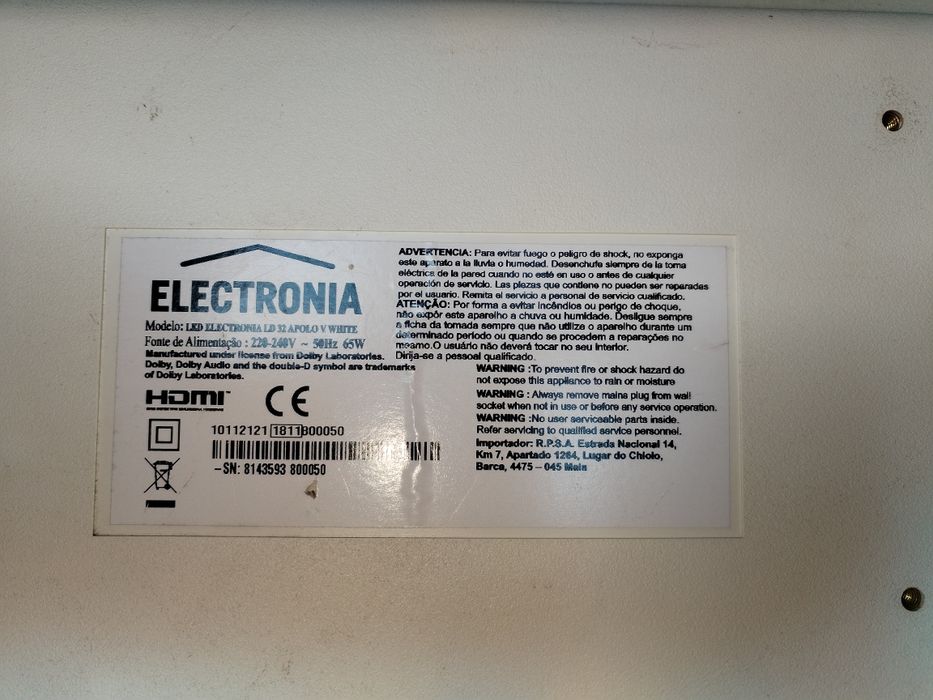 ELECTRONIA
Modelo: LED ELECTRONIA LD 32 APOLO V WHITE
Fonte de Alimentação : 220-240V ~ 50Hz 65W
Manufactured under license from Dolby Laboratories.
Dolby, Dolby Audio and the double-D symbol are trademarks
of Dolby Laboratories.
HDMI
CE
10112121 1811 800050
-SN: 8143593 800050
ADVERTENCIA: Para evitar fuego o peligro de shock, no exponga
este aparato a la lluvia o humedad. Desenchufe siempre de la toma
eléctrica de la pared cuando no esté en uso o antes de cualquier
operación de servicio. Las plezas que contiene no pueden ser reparadas
por el usuario. Remita el servicio a personal de servicio cualificado.
ATENÇÃO: Por forma a evitar incêndios ou perigo de choque,
não expôr este aparelho a chuva ou humidade. Desligue sempre
a ficha da tomada sempre que não utilize o aparelho durante um
determinado período ou quando se procedem a reparações no
mesmo. O usuário não deverá tocar no seu interior.
Dirija-se a pessoal qualificado.
WARNING :To prevent fire or shock hazard do
not expose this appliance to rain or moisture
WARNING : Always remove mains plug from wall
socket when not in use or before any service operation.
WARNING :No user serviceable parts inside.
Refer servicing to qualified service personnel.
Importador: R.P.S.A. Estrada Nacional 14,
Km 7, Apartado 1264, Lugar do Chiolo,
Barca, 4475 – 045 Maia